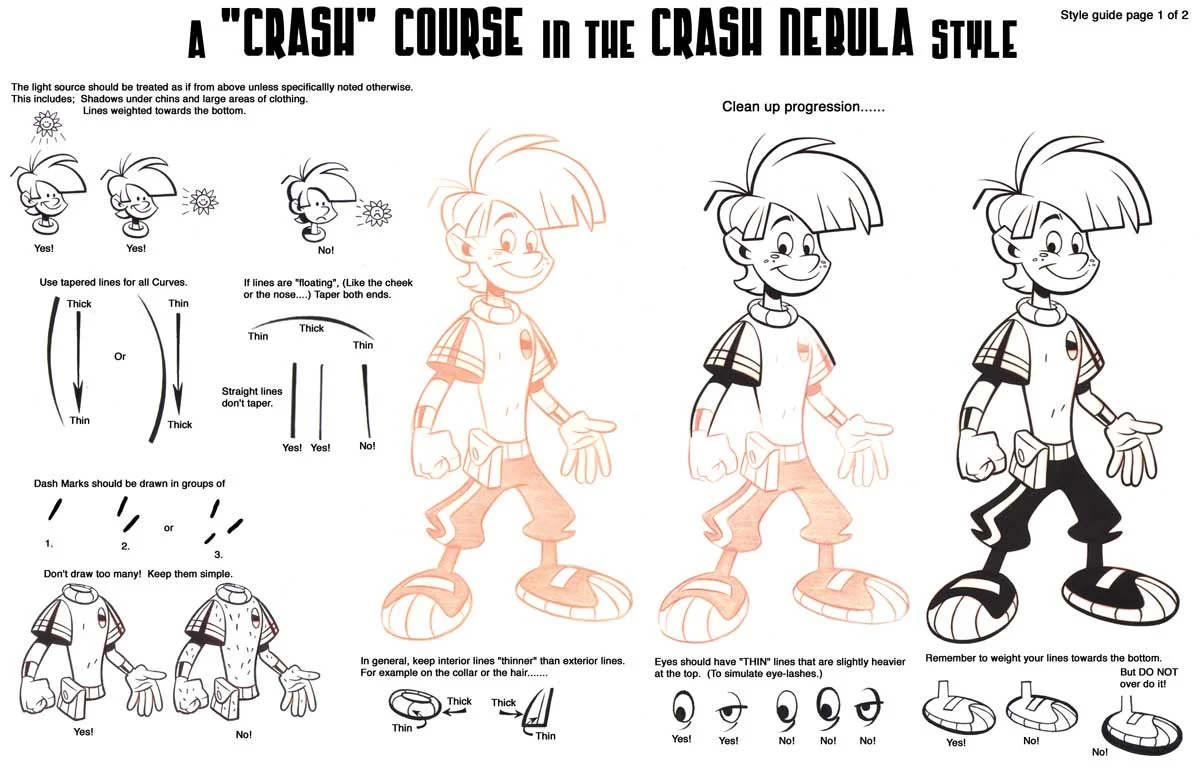 A "CRASH" COURSE IN THE CRASH NEBULA STYLE
Style guide page 1 of 2
The light source should be treated as if from above unless specificallly noted otherwise.
This includes; Shadows under chins and large areas of clothing.
Lines weighted towards the bottom.
Yes!
Yes!
No!
Clean up progression......
Use tapered lines for all Curves.
Thick
Thin
Or
Thin
Thick
If lines are "floating", (Like the cheek
or the nose....) Taper both ends.
Thin
Thick
Thin
Straight lines
don't taper.
Yes!
Yes!
No!
Dash Marks should be drawn in groups of
or
1.
2.
3.
Don't draw too many! Keep them simple.
Yes!
No!
In general, keep interior lines "thinner" than exterior lines.
For example on the collar or the hair.......
Thick
Thin
Thick
Thin
Eyes should have "THIN" lines that are slightly heavier
at the top. (To simulate eye-lashes.)
Yes!
Yes!
No!
No!
No!
Remember to weight your lines towards the bottom.
But DO NOT
over do it!
Yes!
No!
No!